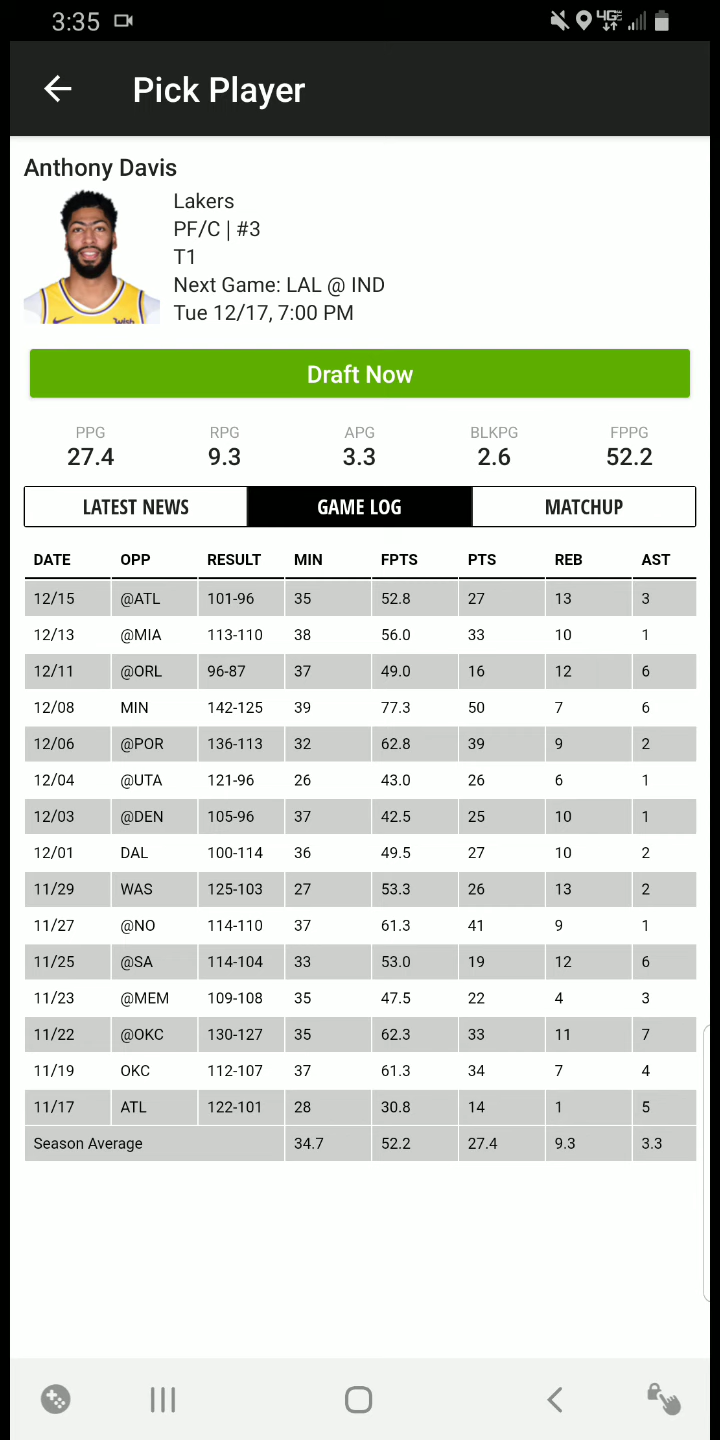 3:35
4G LTE
Pick Player
Anthony Davis
Lakers
PF/C | #3
T1
Next Game: LAL @ IND
Tue 12/17, 7:00 PM
wish
Draft Now
PPG RPG APG BLKPG FPPG
27.4 9.3 3.3 2.6 52.2
LATEST NEWS GAME LOG MATCHUP
DATE OPP RESULT MIN FPTS PTS REB AST
12/15 @ATL 101-96 35 52.8 27 13 3
12/13 @MIA 113-110 38 56.0 33 10 1
12/11 @ORL 96-87 37 49.0 16 12 6
12/08 MIN 142-125 39 77.3 50 7 6
12/06 @POR 136-113 32 62.8 39 9 2
12/04 @UTA 121-96 26 43.0 26 6 1
12/03 @DEN 105-96 37 42.5 25 10 1
12/01 DAL 100-114 36 49.5 27 10 2
11/29 WAS 125-103 27 53.3 26 13 2
11/27 @NO 114-110 37 61.3 41 9 1
11/25 @SA 114-104 33 53.0 19 12 6
11/23 @MEM 109-108 35 47.5 22 4 3
11/22 @OKC 130-127 35 62.3 33 11 7
11/19 OKC 112-107 37 61.3 34 7 4
11/17 ATL 122-101 28 30.8 14 1 5
Season Average 34.7 52.2 27.4 9.3 3.3